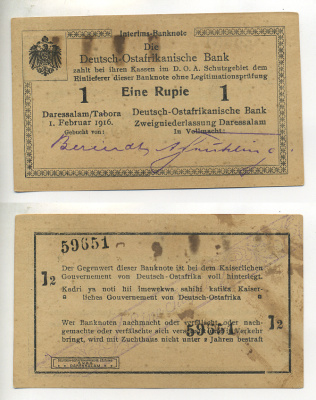 Interims-Banknote
Die
Deutsch-Ostafrikanische Bank
zahlt bei ihren Kassen im D. O. A. Schutzgebiet dem
Einlieferer dieser Banknote ohne Legitimationsprüfung
1 Eine Rupie 1
Daressalam/Tabora Deutsch-Ostafrikanische Bank
1. Februar 1916. Zweigniederlassung Daressalam
Gebucht von: in Vollmacht:
Berendt
59651
Der Gegenwert dieser Banknote ist bei dem Kaiserlichen
12 Gouvernement von Deutsch-Ostafrika voll hinterlegt.
Kadri ya noti hii imewekwa sahihi katika Kaiser-
liches Gouvernement von Deutsch-Ostafrika
Wer Banknoten nachmacht oder verfälscht oder nach-
gemachte oder verfälschte sich verschafft und in Verkehr 12
59651
bringt, wird mit Zuchthaus nicht unter 2 Jahren bestraft